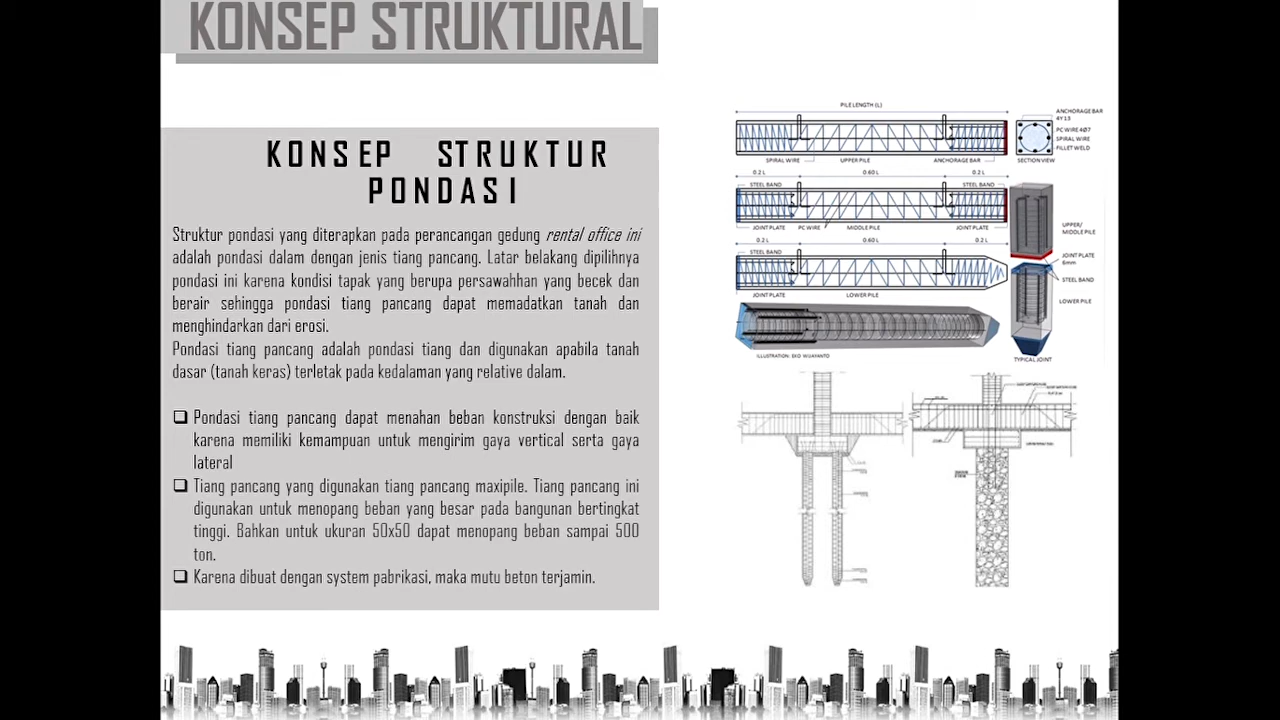 KONSEP STRUKTURAL
KONSEP STRUKTUR
PONDASI
Struktur pondasi yang diterapkan pada perancangan gedung rental office ini
adalah pondasi dalam dengan jenis tiang pancang. Latar belakang dipilihnya
pondasi ini karena kondisi tapak yang berupa persawahhan yang becek dan
berair sehingga pondasi tiang pancang dapat mmadatkan tanah dan
menghindarkan dari erosi.
Pondasi tiang pancang adalah pondasi tiang dan digunakan apabila tanah
dasar (tanah keras) terletak pada kedalaman yang relative dalam.
Pondasi tiang pancang dapat menahan beban konstruksi dengan baik
karena memiliki kemampuan untuk mengirim gaya vertical serta gaya
lateral
Tiang pancang yang digunakan tiang pancang maxipile. Tiang pancang ini
digunakan untuk menopang beban yang besar pada bangunan bertingkat
tinggi. Bahkan untuk ukuran 50x50 dapat menopang beban sampai 500
ton.
Karena dibuat dengan system pabrikasi, maka mutu beton terjamin.
PILE LENGTH (L)
ANCHORAGE BAR
4Y 13
PC WIRE 4Ø7
SPIRAL WIRE
FILLET WELD
SPIRAL WIRE UPPER PILE ANCHORAGE BAR SECTION VIEW
0.2 L 0.60 L 0.2 L
STEEL BAND STEEL BAND
UPPER/
MIDDLE PILE
JOINT PLATE PC WIRE MIDDLE PILE JOINT PLATE
0.2 L 0.60 L 0.2 L
STEEL BAND
JOINT PLATE
6mm
STEEL BAND
JOINT PLATE LOWER PILE
LOWER PILE
ILLUSTRATION: EKO WIJAYANTO
TYPICAL JOINT